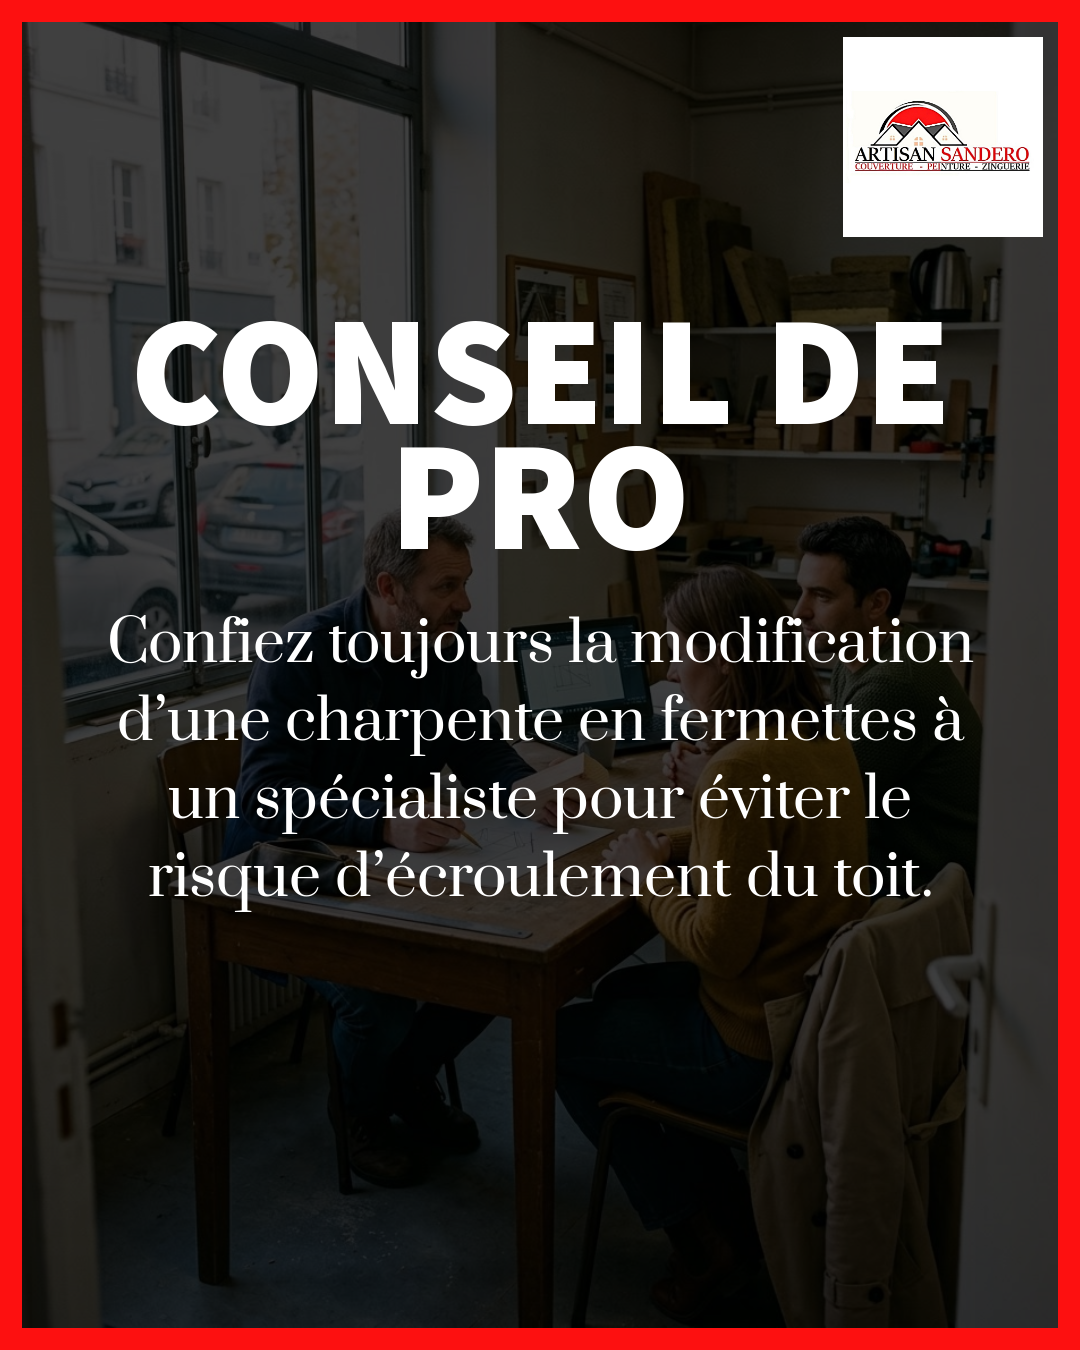 ARTISAN SANDERO
COUVERTURE - PEINTURE - ZINGUERIE
CONSEIL DE
PRO
Confiez toujours la modification
d’une charpente en fermettes à
un spécialiste pour éviter le
risque d’écroulement du toit.